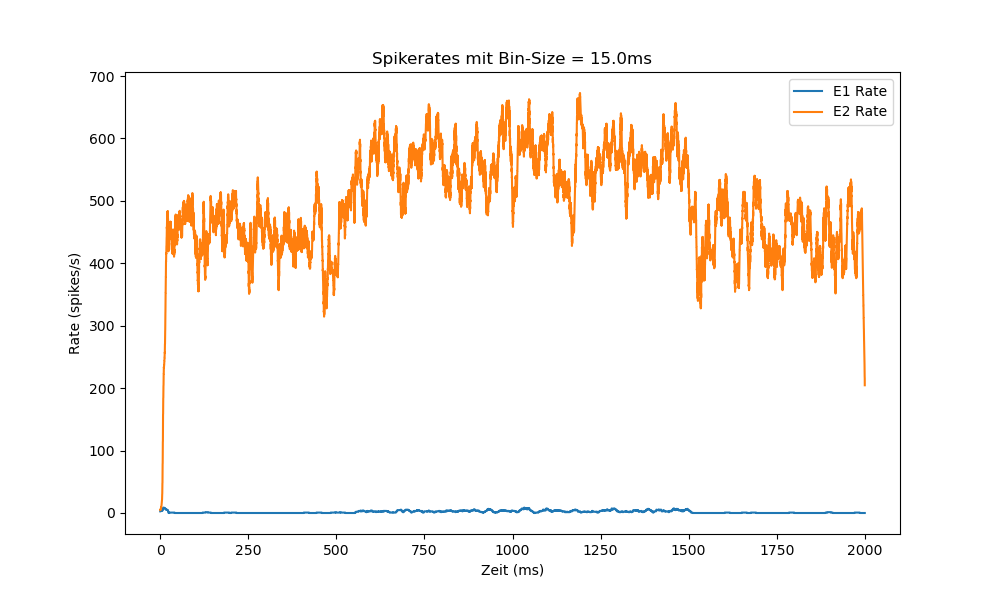 Spikerates mit Bin-Size = 15.0ms
E1 Rate
E2 Rate
Rate (spikes/s)
700
600
500
400
300
200
100
0
0 250 500 750 1000 1250 1500 1750 2000
Zeit (ms)